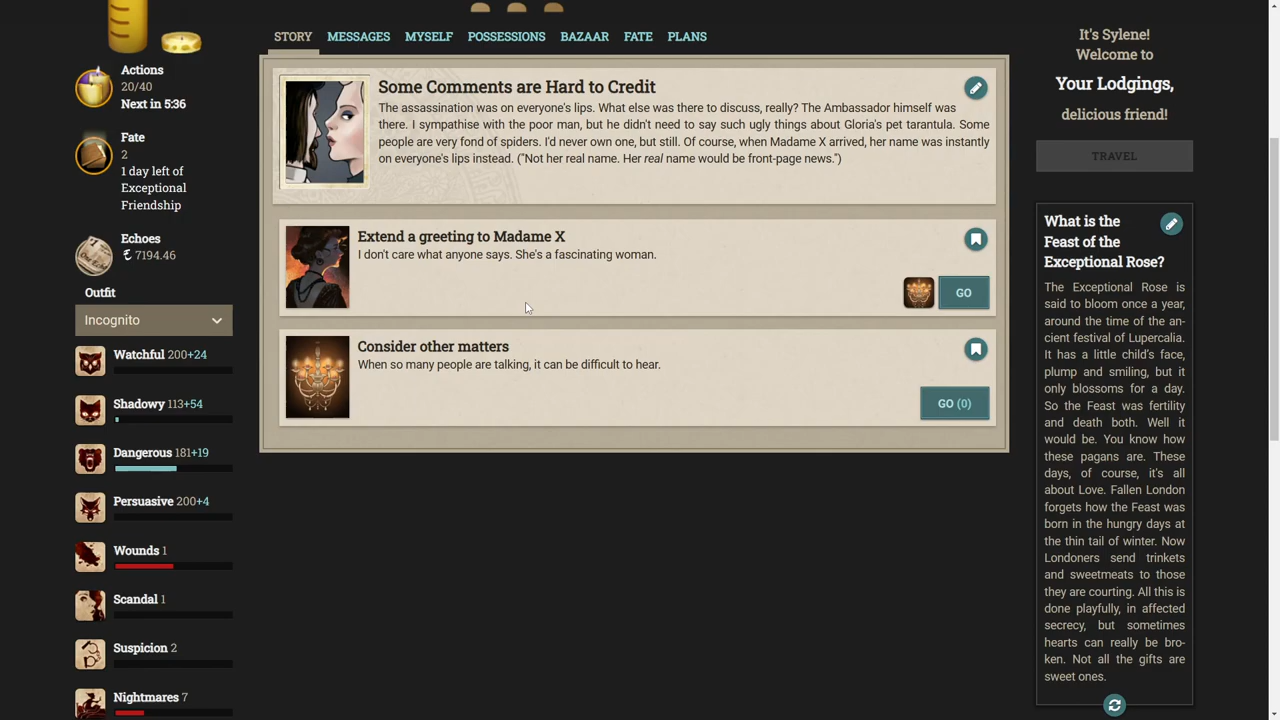 STORY MESSAGES MYSELF POSSESSIONS BAZAAR FATE PLANS
Actions
20/40
Next in 5:36
Fate
2
1 day left of
Exceptional
Friendship
Echoes
7194.46
Outfit
Incognito
Watchful 200+24
Shadowy 113+54
Dangerous 181+19
Persuasive 200+4
Wounds 1
Scandal 1
Suspicion 2
Nightmares 7
Some Comments are Hard to Credit
The assassination was on everyone's lips. What else was there to discuss, really? The Ambassador himself was
there. I sympathise with the poor man, but he didn't need to say such ugly things about Gloria's pet tarantula. Some
people are very fond of spiders. I'd never own one, but still. Of course, when Madame X arrived, her name was instantly
on everyone's lips instead. ("Not her real name. Her real name would be front-page news.")
Extend a greeting to Madame X
I don't care what anyone says. She's a fascinating woman.
GO
Consider other matters
When so many people are talking, it can be difficult to hear.
GO (0)
It's Sylene!
Welcome to
Your Lodgings,
delicious friend!
TRAVEL
What is the
Feast of the
Exceptional Rose?
The Exceptional Rose is
said to bloom once a year,
around the time of the an-
cient festival of Lupercalia.
It has a little child's face,
plump and smiling, but it
only blossoms for a day.
So the Feast was fertility
and death both. Well it
would be. You know how
these pagans are. These
days, of course, it's all
about Love. Fallen London
forgets how the Feast was
born in the hungry days at
the thin tail of winter. Now
Londoners send trinkets
and sweetmeats to those
they are courting. All this is
done playfully, in affected
secrecy, but sometimes
hearts can really be bro-
ken. Not all the gifts are
sweet ones.